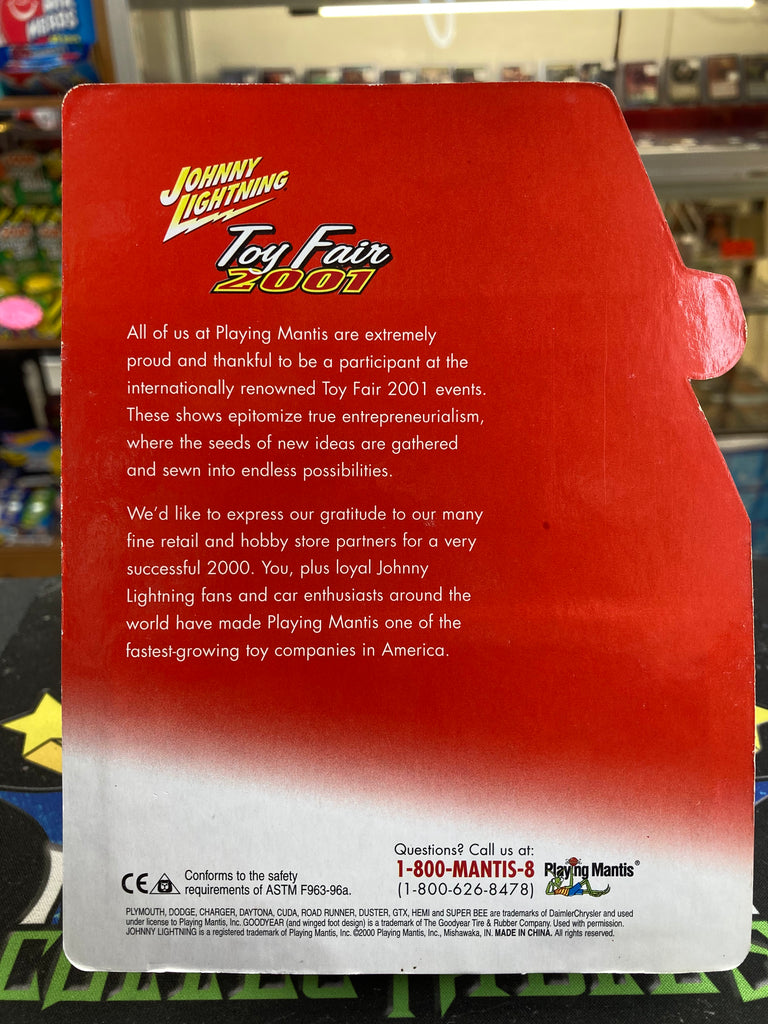 AIR
HEADS
JOHNNY
LIGHTNING
Toy Fair
2001
All of us at Playing Mantis are extremely
proud and thankful to be a participant at the
internationally renowned Toy Fair 2001 events.
These shows epitomize true entrepreneurialism,
where the seeds of new ideas are gathered
and sewn into endless possibilities.
We'd like to express our gratitude to our many
fine retail and hobby store partners for a very
successful 2000. You, plus loyal Johnny
Lightning fans and car enthusiasts around the
world have made Playing Mantis one of the
fastest-growing toy companies in America.
Questions? Call us at:
1-800-MANTIS-8
(1-800-626-8478)
Playing Mantis®
CE
Conforms to the safety
requirements of ASTM F963-96a.
PLYMOUTH, DODGE, CHARGER, DAYTONA, CUDA, ROAD RUNNER, DUSTER, GTX, HEMI and SUPER BEE are trademarks of DaimlerChrysler and used
under license to Playing Mantis, Inc. GOODYEAR (and winged foot design) is a trademark of The Goodyear Tire & Rubber Company. Used with permission.
JOHNNY LIGHTNING is a registered trademark of Playing Mantis, Inc. ©2000 Playing Mantis, Inc., Mishawaka, IN. MADE IN CHINA. All rights reserved.
COLLECTIBLES